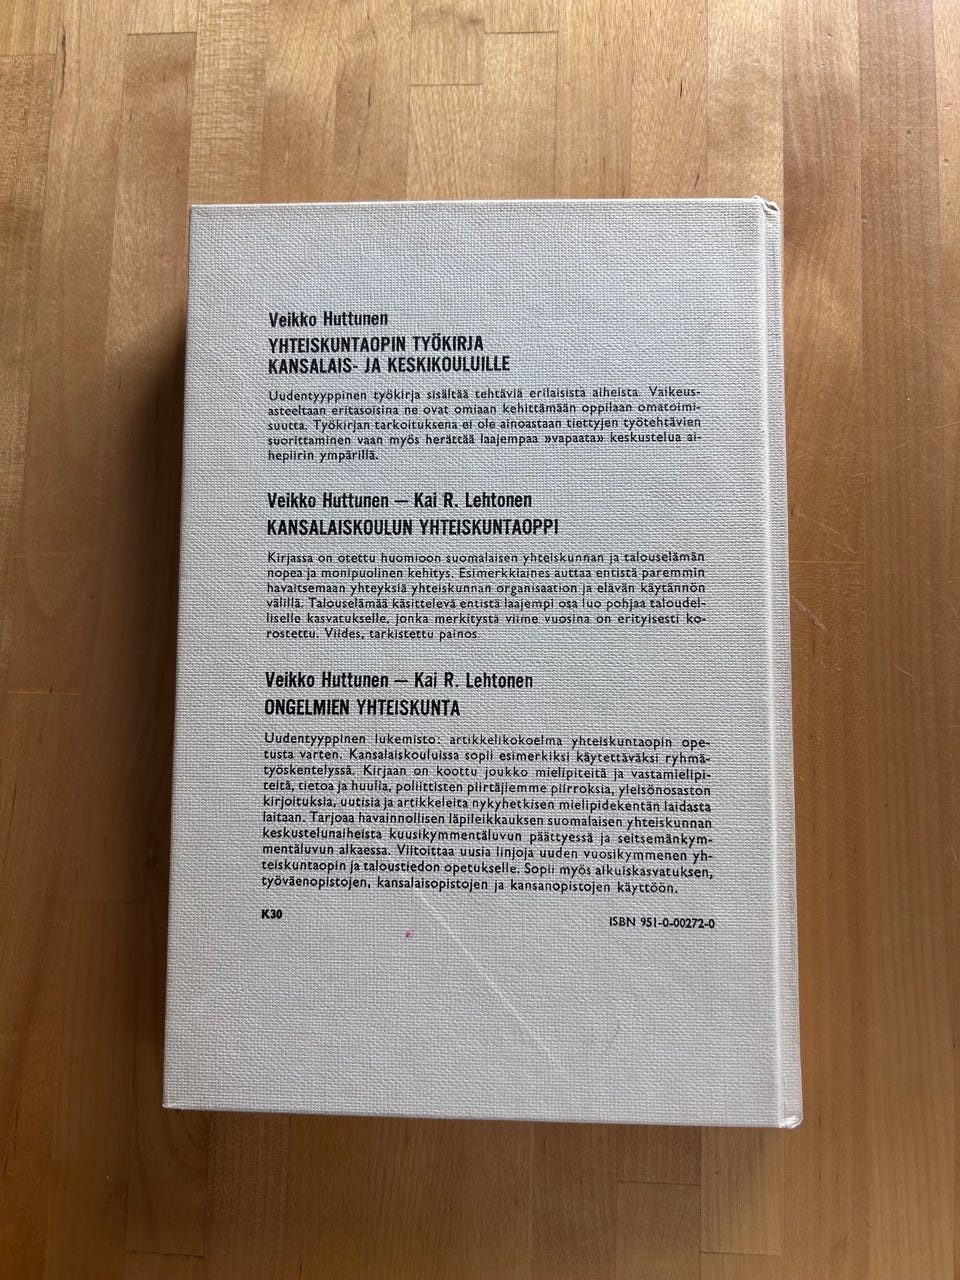 Veikko Huttunen
YHTEISKUNTAOPIN TYÖKIRJA
KANSALAIS- JA KESKIKOULUILLE
Uudentyyppinen työkirja sisältää tehtäviä erilaisista aiheista. Vaikeus-
asteeltaan eritasoisina ne ovat omiaan kehittämään oppilaan omatoimi-
suutta. Työkirjan tarkoituksena ei ole ainoastaan tiettyjen työtehtävien
suorittaminen vaan myös herättää laajempaa »vapaata» keskustelua ai-
hepiirin ympärillä.
Veikko Huttunen — Kai R. Lehtonen
KANSALAISKOULUN YHTEISKUNTAOPPI
Kirjassa on otettu huomioon suomalaisen yhteiskunnan ja talouselämän
nopea ja monipuolinen kehitys. Esimerkkiaines auttaa entistä paremmin
havaitsemaan yhteyksiä yhteiskunnan organisaation ja elävän käytännön
välillä. Talouselämää käsittelevä entistä laajempi osa luo pohjaa taloudel-
liselle kasvatukselle, jonka merkitystä viime vuosina on erityisesti ko-
rostettu. Viides, tarkistettu painos
Veikko Huttunen — Kai R. Lehtonen
ONGELMIEN YHTEISKUNTA
Uudentyyppinen lukemisto: artikkelikokoelma yhteiskuntaopin ope-
tusta varten. Kansalaiskouluissa sopii esimerkiksi käytettäväksi ryhmä-
työskentelyssä. Kirjaan on koottu joukko mielipiteitä ja vastamielipi-
teitä, tietoa ja huulia, poliittisten piirtäjiemme piirroksia, yleisönosaston
kirjoituksia, uutisia ja artikkeleita nykyhetkisen mielipidekentän laidasta
laitaan. Tarjoaa havainnollisen läpileikkauksen suomalaisen yhteiskunnan
keskustelunaiheista kuusikymmentäluvun päättyessä ja seitsemänkym-
mentäluvun alkaessa. Viitoittaa uusia linjoja uuden vuosikymmenen yh-
teiskuntaopin ja taloustiedon opetukselle. Sopii myös aikuiskasvatuksen,
työväenopistojen, kansalaisopistojen ja kansanopistojen käyttöön.
K30
ISBN 951-0-00272-0